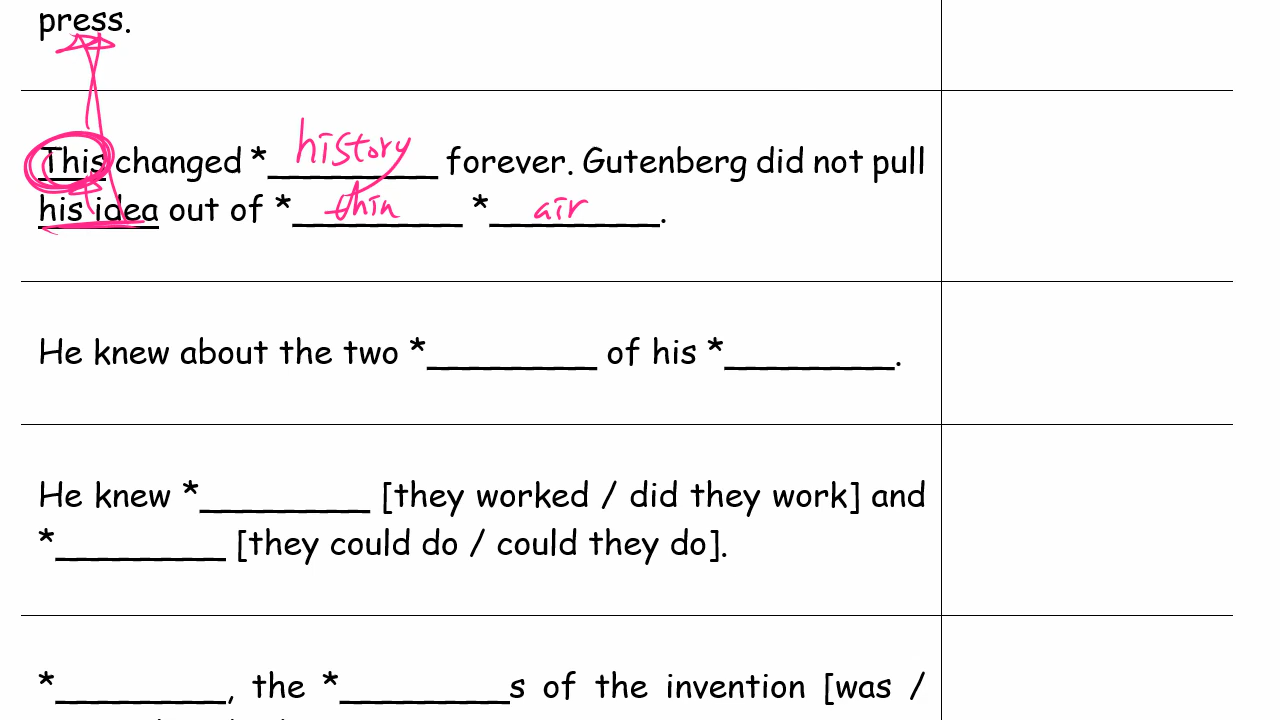 press.
This changed *history forever. Gutenberg did not pull
his idea out of *thin *air.
He knew about the two *________ of his *________.
He knew *________ [they worked / did they work] and
*________ [they could do / could they do].
*________, the *________s of the invention [was /